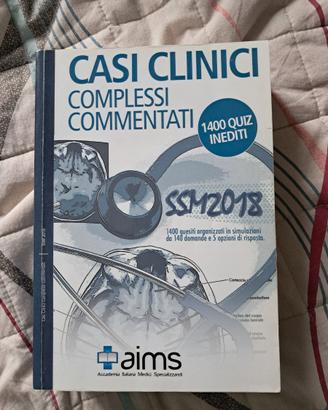 CASI CLINICI
COMPLESSI
COMMENTATI
1400 QUIZ
INEDITI
SSM2018
1400 quesiti organizzati in simulazioni
da 140 domande e 5 opzioni di risposta.
aims
Accademia Italiana Medici Specializzandi